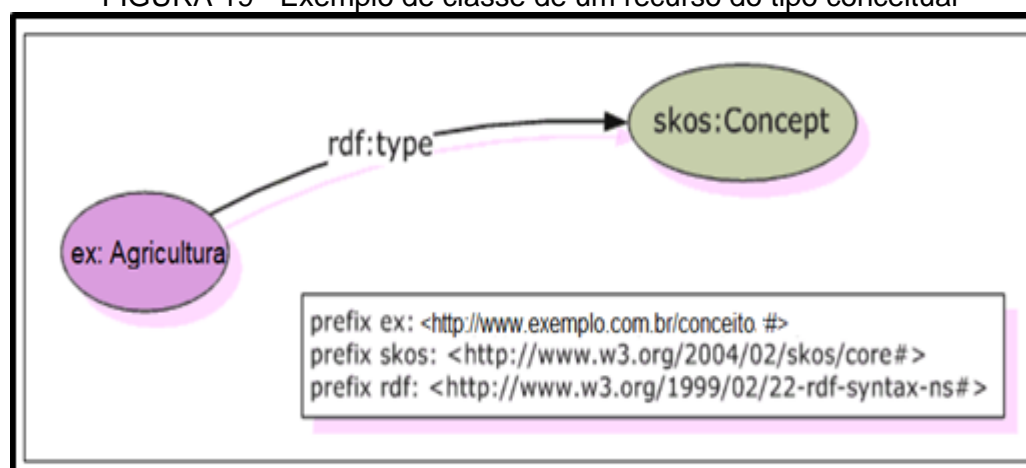 FIGURA 19 - Exemplo de classe de um recurso do tipo conceitual
skos:Concept
rdf:type
ex: Agricultura
prefix ex: <http://www.exemplo.com.br/conceito. #>
prefix skos: <http://www.w3.org/2004/02/skos/core#>
prefix rdf: <http://www.w3.org/1999/02/22-rdf-syntax-ns#>